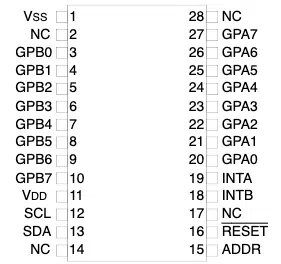 VSS 1 28 NC
NC 2 27 GPA7
GPB0 3 26 GPA6
GPB1 4 25 GPA5
GPB2 5 24 GPA4
GPB3 6 23 GPA3
GPB4 7 22 GPA2
GPB5 8 21 GPA1
GPB6 9 20 GPA0
GPB7 10 19 INTA
VDD 11 18 INTB
SCL 12 17 NC
SDA 13 16 RESET
NC 14 15 ADDR